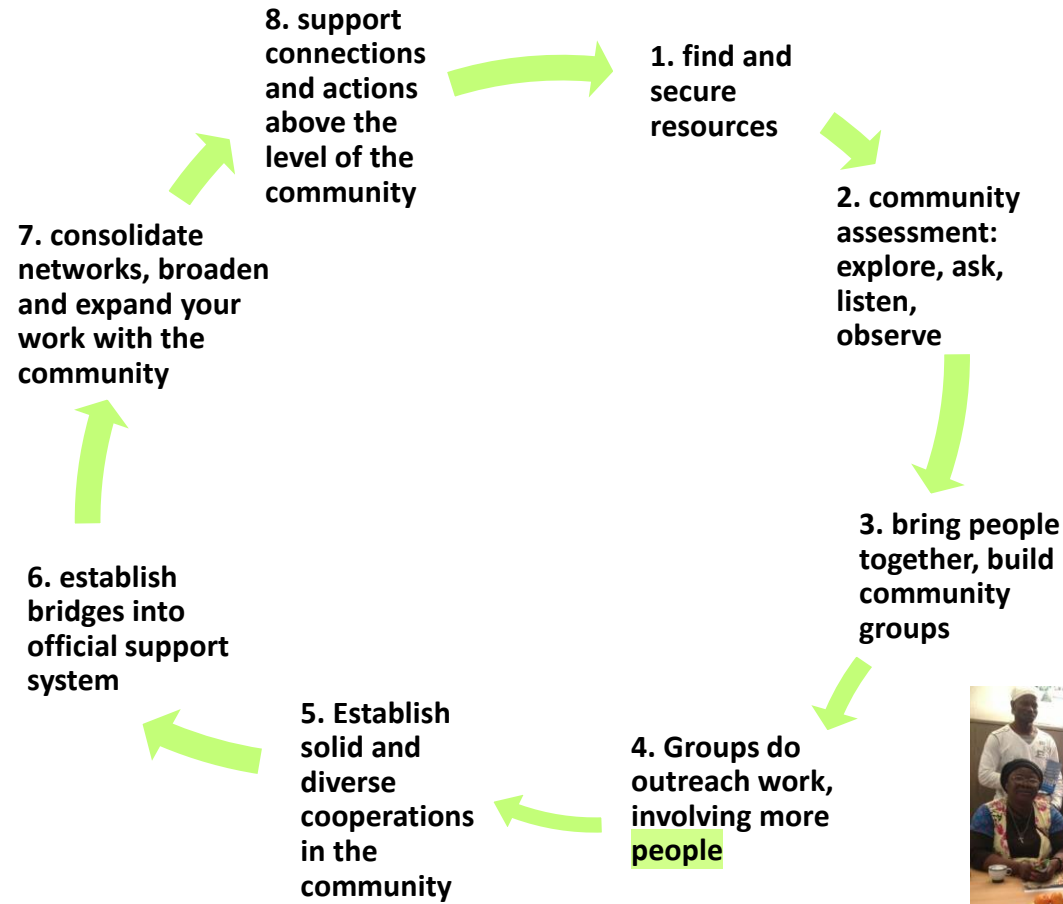 1. find and
secure
resources
2. community
assessment:
explore, ask,
listen,
observe
3. bring people
together, build
community
groups
4. Groups do
outreach work,
involving more
people
5. Establish
solid and
diverse
cooperations
in the
community
6. establish
bridges into
official support
system
7. consolidate
networks, broaden
and expand your
work with the
community
8. support
connections
and actions
above the
level of the
community